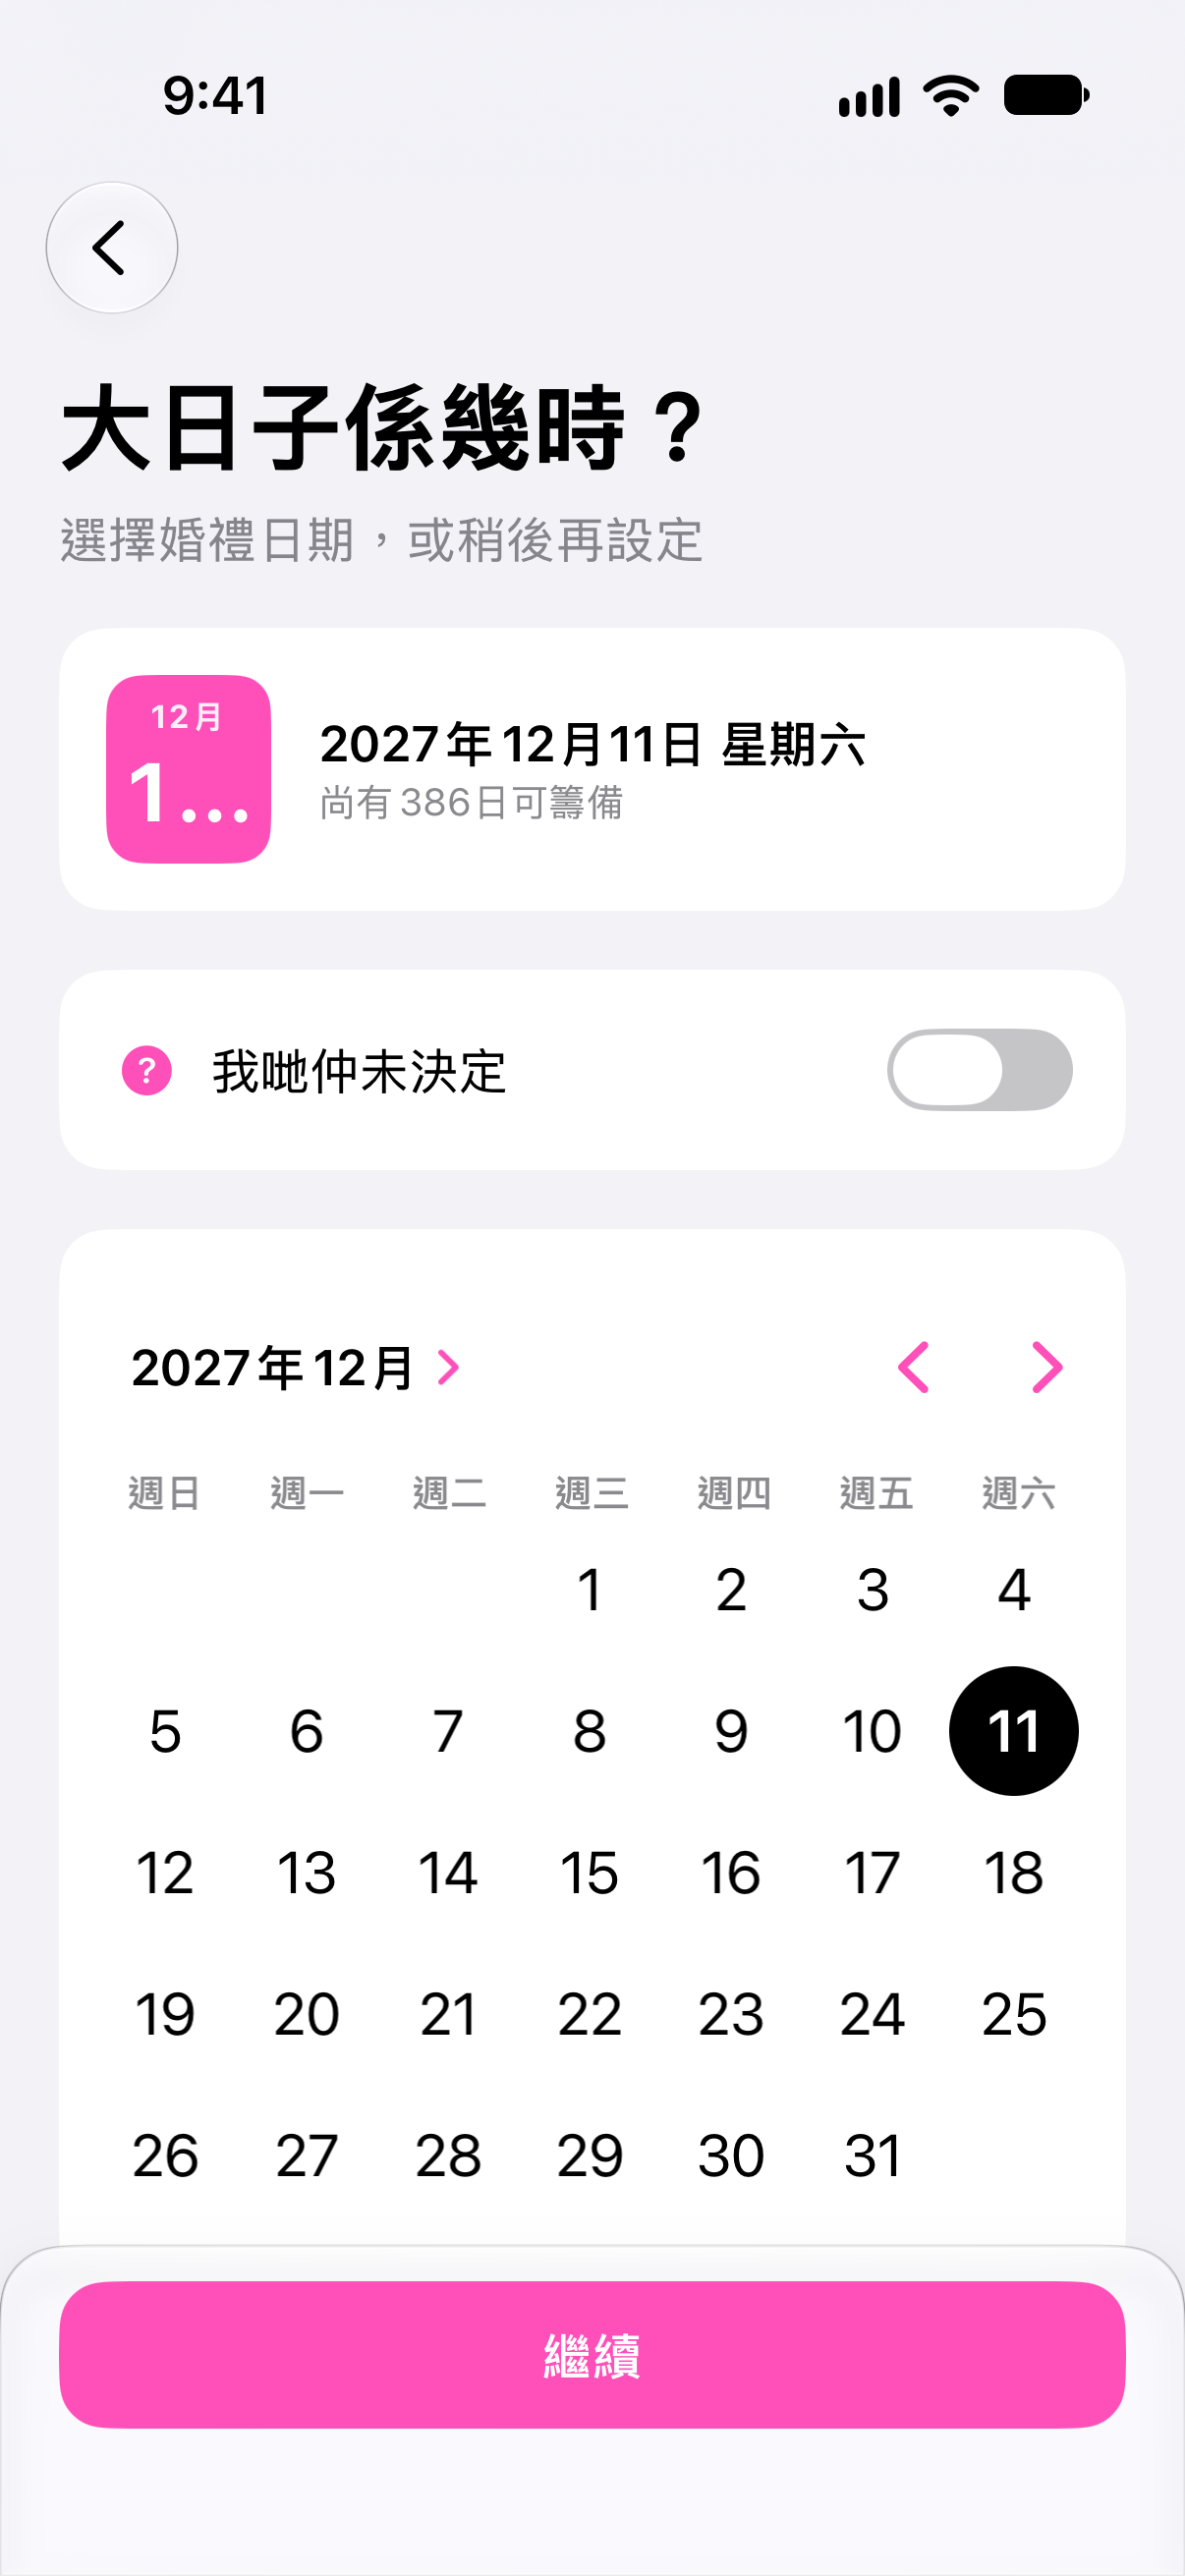 9:41
大日子係幾時？
選擇婚禮日期，或稍後再設定
12月
1...
2027年12月11日 星期六
尚有386日可籌備
? 我哋仲未決定
2027年12月
週日 週一 週二 週三 週四 週五 週六
1 2 3 4
5 6 7 8 9 10 11
12 13 14 15 16 17 18
19 20 21 22 23 24 25
26 27 28 29 30 31
繼續